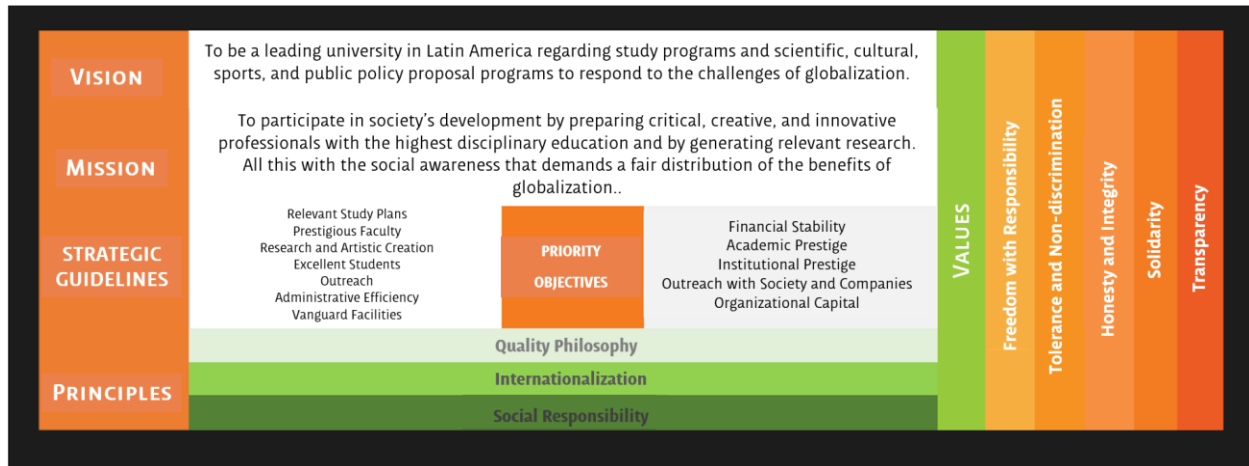 VISION
To be a leading university in Latin America regarding study programs and scientific, cultural,
sports, and public policy proposal programs to respond to the challenges of globalization.
MISSION
To participate in society's development by preparing critical, creative, and innovative
professionals with the highest disciplinary education and by generating relevant research.
All this with the social awareness that demands a fair distribution of the benefits of
globalization..
STRATEGIC
GUIDELINES
Relevant Study Plans
Prestigious Faculty
Research and Artistic Creation
Excellent Students
Outreach
Administrative Efficiency
Vanguard Facilities
PRIORITY
OBJECTIVES
Financial Stability
Academic Prestige
Institutional Prestige
Outreach with Society and Companies
Organizational Capital
PRINCIPLES
Quality Philosophy
Internationalization
Social Responsibility
VALUES
Freedom with Responsibility
Tolerance and Non-discrimination
Honesty and Integrity
Solidarity
Transparency